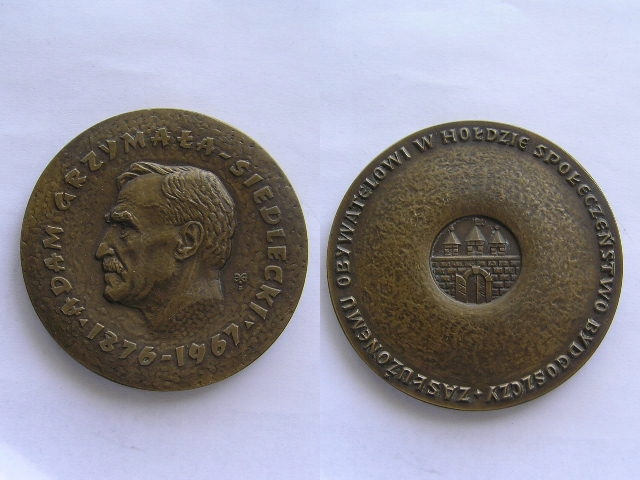 ADAM GRZYMAŁA-SIEDLECKI
1876-1967
ZASŁUŻONEMU OBYWATELOWI W HOŁDZIE SPOŁECZEŃSTWO BYDGOSZCZY